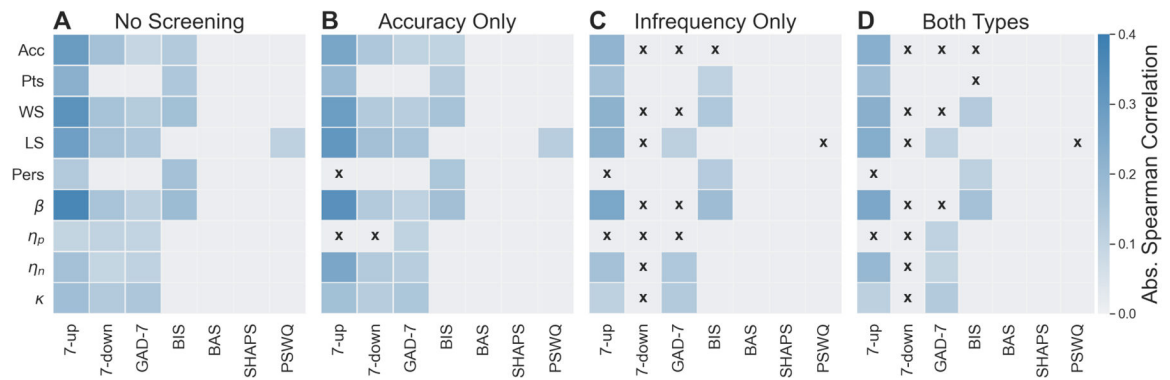 A No Screening
B Accuracy Only
C Infrequency Only
D Both Types
Acc
Pts
WS
LS
Pers
β
ηp
ηn
κ
x x x
x x x
x
x x
x x
x x
x x
x
x
x
x
x x
x x
x x
x x x
x x
x
x
x
x
7-up
7-down
GAD-7
BIS
BAS
SHAPS
PSWQ
7-up
7-down
GAD-7
BIS
BAS
SHAPS
PSWQ
7-up
7-down
GAD-7
BIS
BAS
SHAPS
PSWQ
7-up
7-down
GAD-7
BIS
BAS
SHAPS
PSWQ
0.4
0.3
0.2
0.1
0.0
Abs. Spearman Correlation